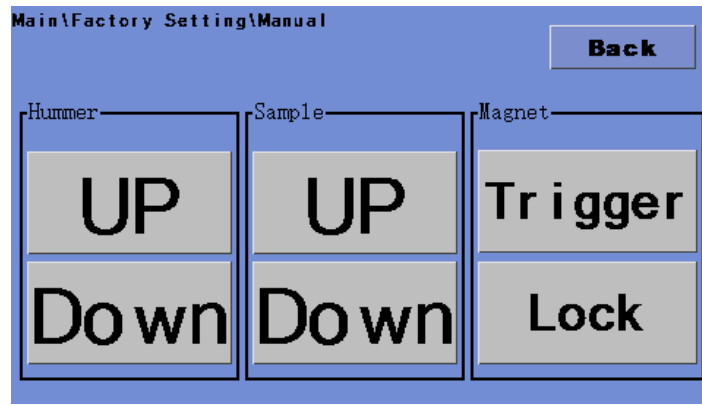 Main\Factory Setting\Manual
Back
Hummer
Sample
Magnet
UP
UP
Trigger
Down
Down
Lock